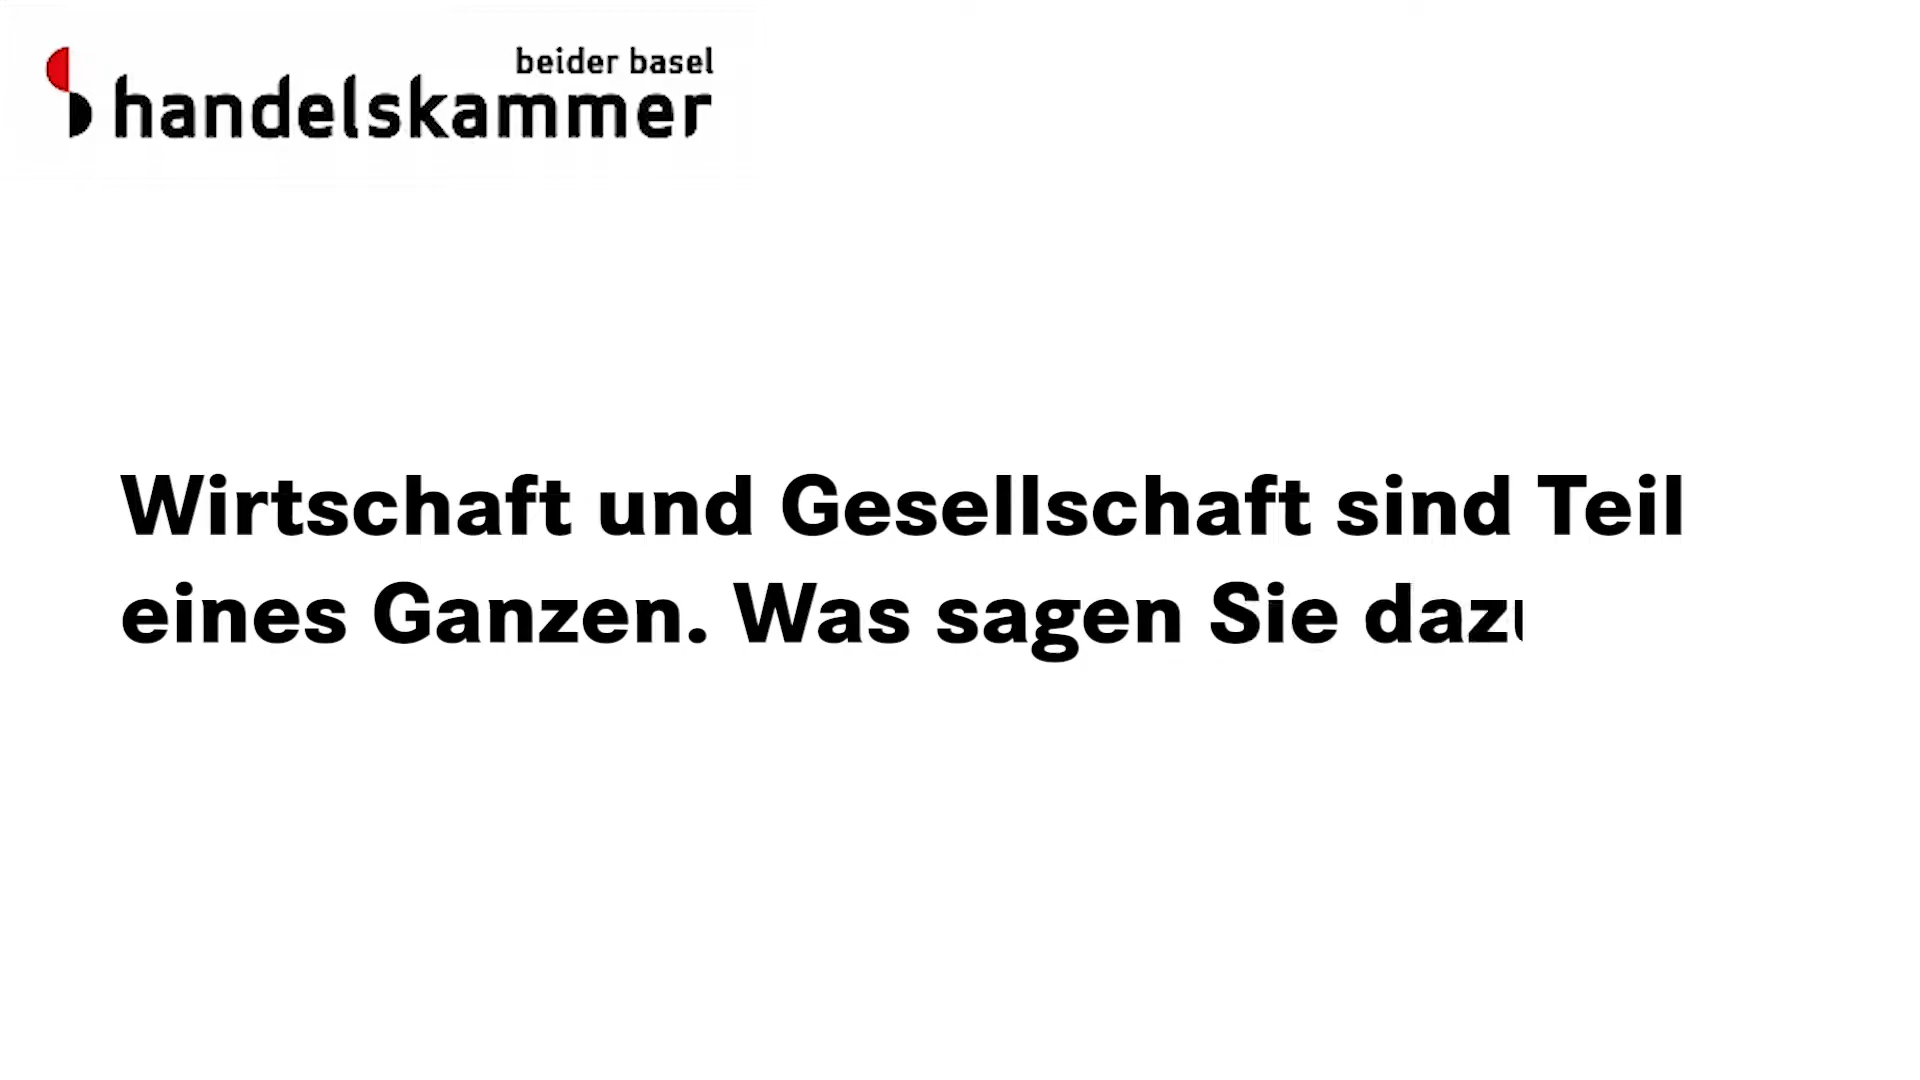 beider basel
handelskammer
Wirtschaft und Gesellschaft sind Teil
eines Ganzen. Was sagen Sie dazu